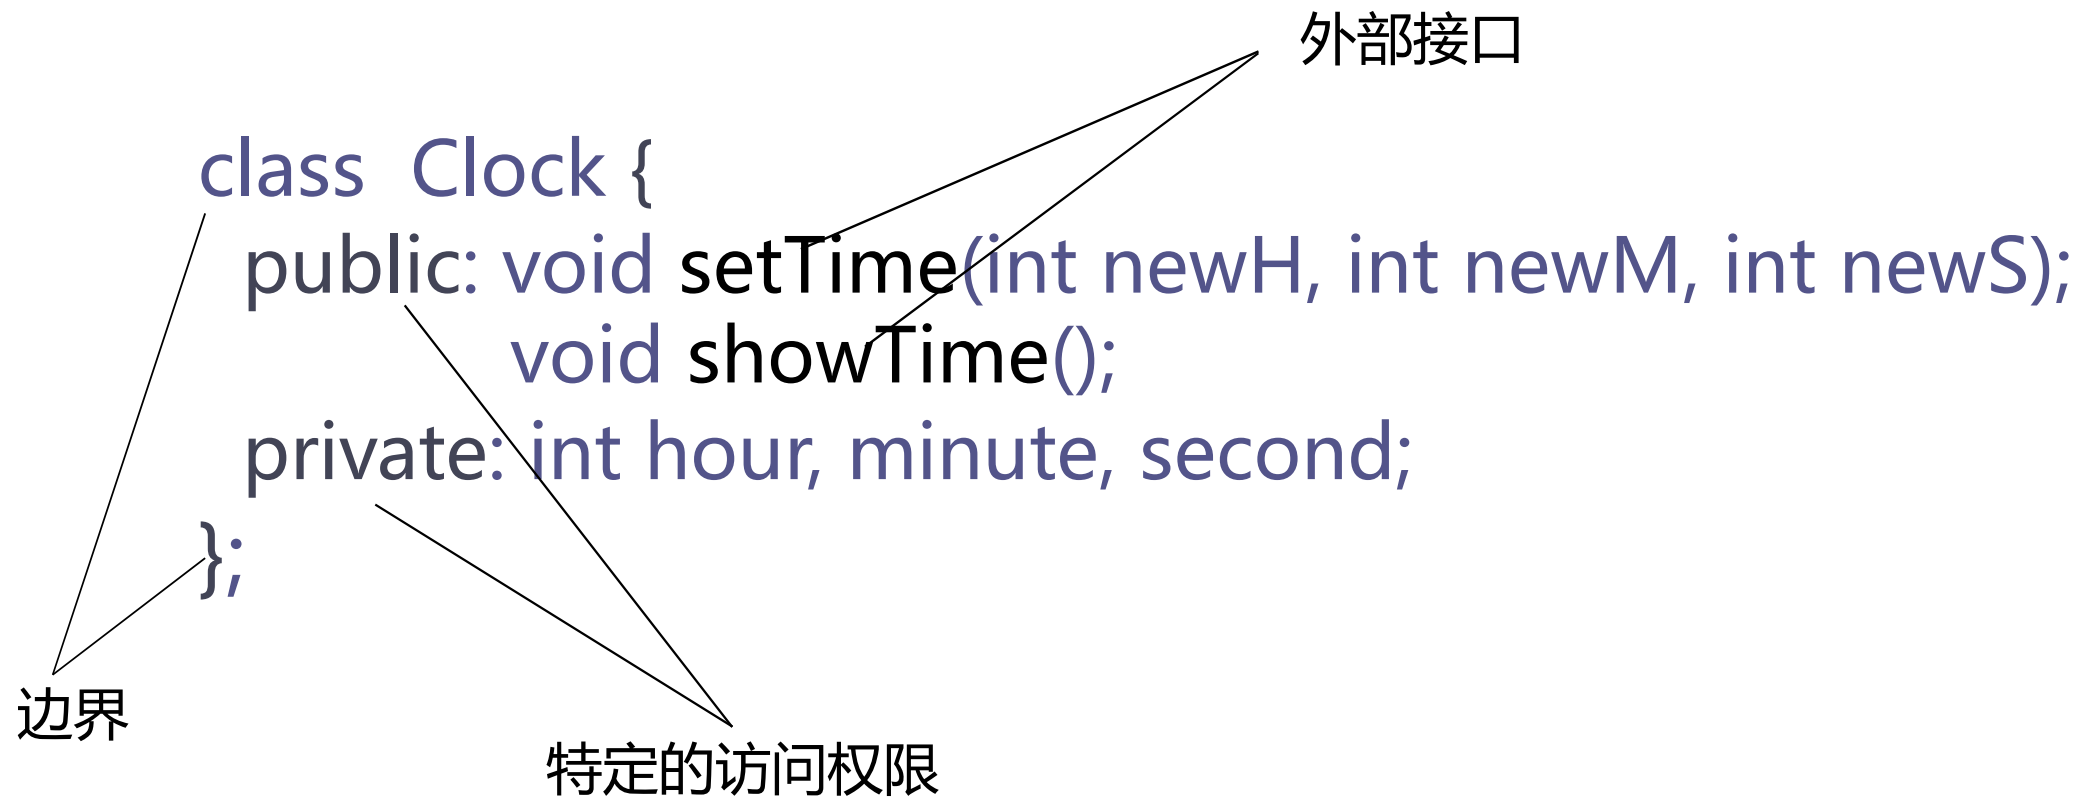 外部接口
class Clock {
public: void setTime(int newH, int newM, int newS);
void showTime();
private: int hour, minute, second;
};
边界
特定的访问权限